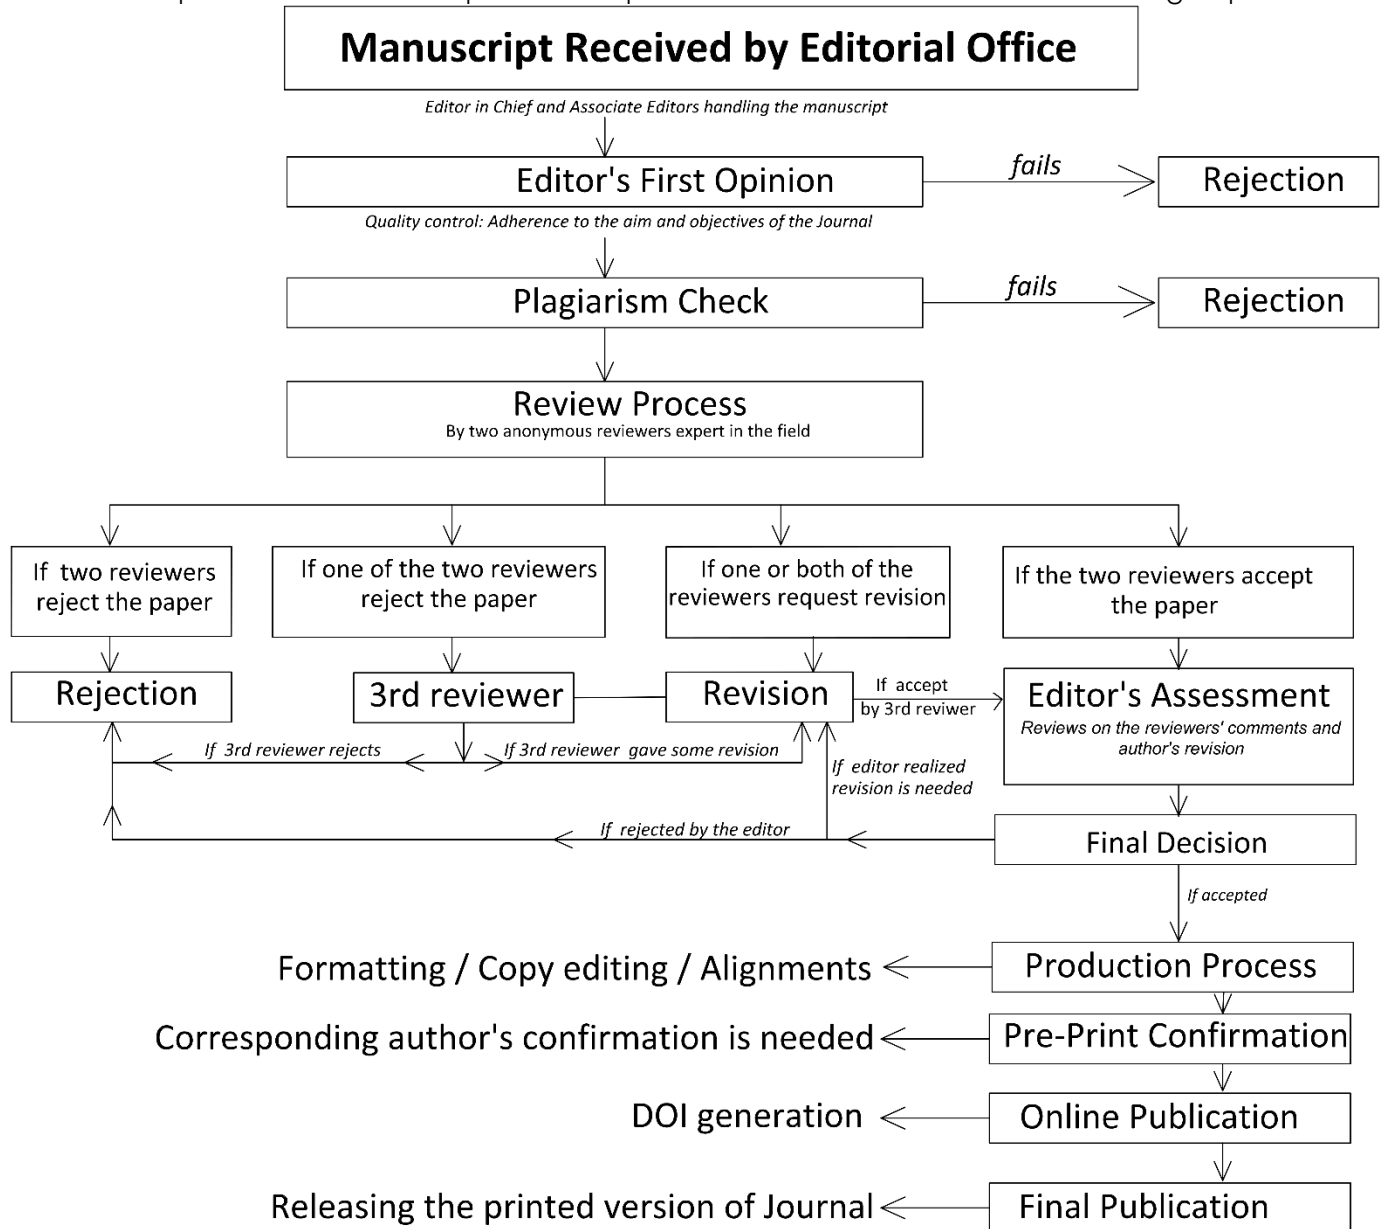 Manuscript Received by Editorial Office
Editor in Chief and Associate Editors handling the manuscript
Editor's First Opinion
fails
Rejection
Quality control: Adherence to the aim and objectives of the Journal
Plagiarism Check
fails
Rejection
Review Process
By two anonymous reviewers expert in the field
If two reviewers
reject the paper
If one of the two reviewers
reject the paper
If one or both of the
reviewers request revision
If the two reviewers accept
the paper
Rejection
3rd reviewer
Revision
If accept
by 3rd reviwer
Editor's Assessment
Reviews on the reviewers' comments and
author's revision
If 3rd reviewer rejects
If 3rd reviewer gave some revision
If editor realized
revision is needed
If rejected by the editor
Final Decision
If accepted
Formatting / Copy editing / Alignments
Production Process
Corresponding author's confirmation is needed
Pre-Print Confirmation
DOI generation
Online Publication
Releasing the printed version of Journal
Final Publication